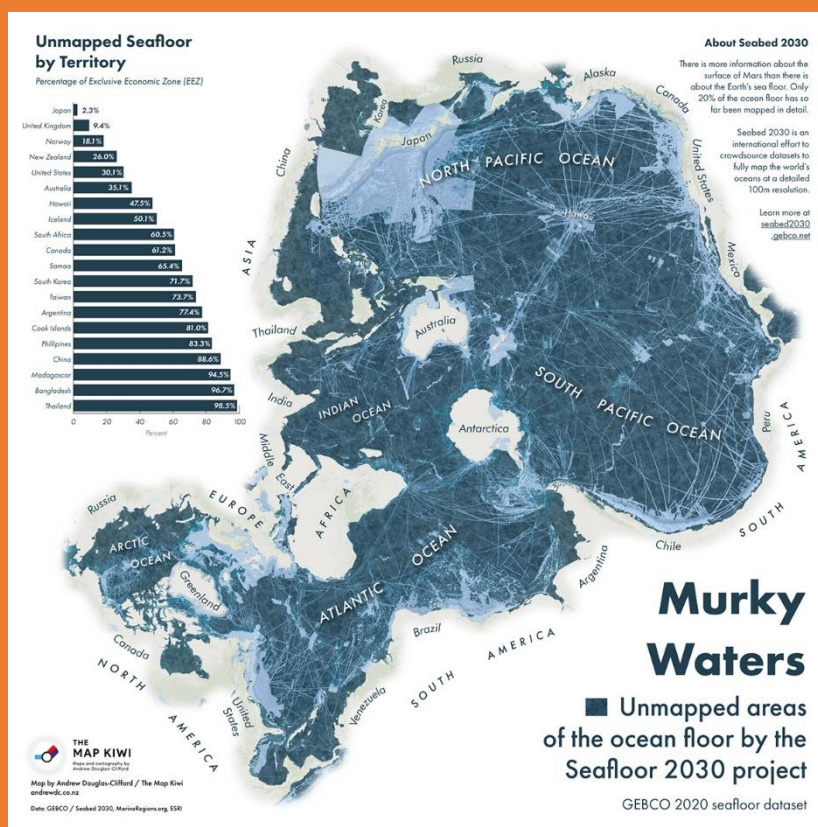 Unmapped Seafloor
by Territory
Percentage of Exclusive Economic Zone (EEZ)
Japan 2.3%
United Kingdom 9.4%
Norway 18.1%
New Zealand 26.0%
United States 30.1%
Australia 35.1%
Hawaii 47.5%
Iceland 50.1%
South Africa 60.5%
Canada 61.2%
Samoa 65.4%
South Korea 71.7%
Taiwan 73.7%
Argentina 77.4%
Cook Islands 81.0%
Phillipines 83.3%
China 88.6%
Madagascar 94.5%
Bangladesh 96.7%
Thailand 98.5%
0 20 40 60 80 100
Percent
About Seabed 2030
There is more information about the
surface of Mars than there is
about the Earth's sea floor. Only
20% of the ocean floor has so
far been mapped in detail.
Seabed 2030 is an
international effort to
crowdsource datasets to
fully map the world's
oceans at a detailed
100m resolution.
Learn more at
seabed2030
.gebco.net
Russia
Alaska
Canada
Korea
Japan
China
NORTH PACIFIC OCEAN
United States
Hawaii
ASIA
Mexico
Thailand
Australia
India
INDIAN
OCEAN
SOUTH PACIFIC OCEAN
Antarctica
Peru
SOUTH AMERICA
Middle East
AFRICA
EUROPE
Russia
ARCTIC
OCEAN
Greenland
ATLANTIC OCEAN
Chile
Argentina
Canada
Brazil
SOUTH AMERICA
NORTH AMERICA
United
States
Venezuela
Murky
Waters
Unmapped areas
of the ocean floor by the
Seafloor 2030 project
GEBCO 2020 seafloor dataset
THE
MAP KIWI
Maps and cartography by
Andrew Douglas-Clifford
Map by Andrew Douglas-Clifford / The Map Kiwi
andrewdc.co.nz
Data: GEBCO / Seabed 2030, MarineRegions.org, ESRI